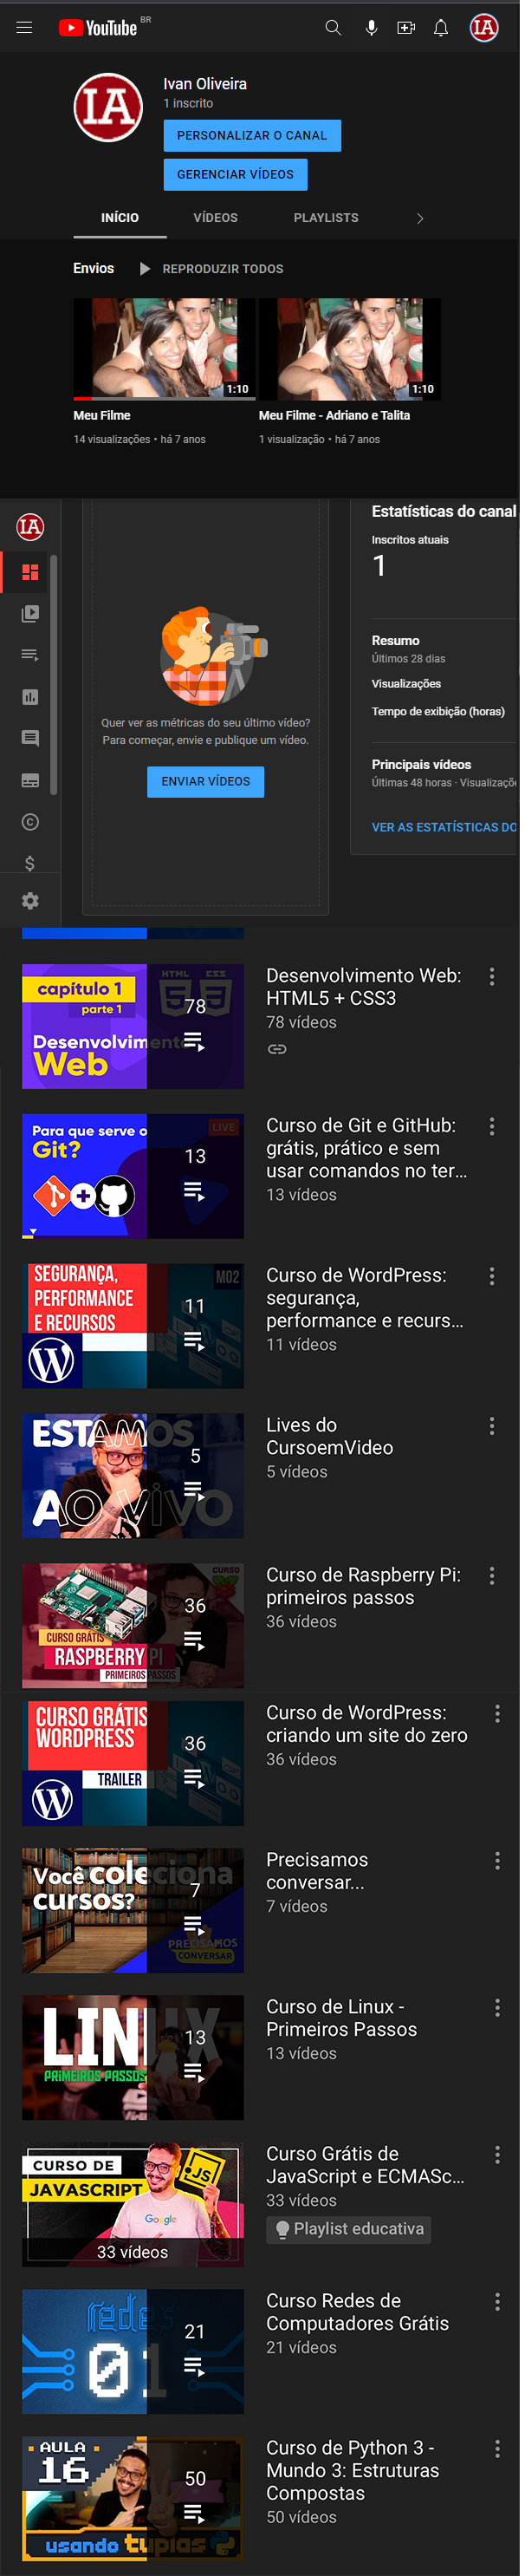 YouTube BR
IA
IA
Ivan Oliveira
1 inscrito
PERSONALIZAR O CANAL
GERENCIAR VÍDEOS
INÍCIO VÍDEOS PLAYLISTS
Envios REPRODUZIR TODOS
1:10 1:10
Meu Filme Meu Filme - Adriano e Talita
14 visualizações • há 7 anos 1 visualização • há 7 anos
IA
Estatísticas do canal
Inscritos atuais
1
Resumo
Últimos 28 dias
Visualizações
Tempo de exibição (horas)
Quer ver as métricas do seu último vídeo?
Para começar, envie e publique um vídeo.
ENVIAR VÍDEOS
Principais vídeos
Últimas 48 horas · Visualizaçõ
VER AS ESTATÍSTICAS DO
capítulo 1
parte 1
Desenvolvimento
Web
HTML CSS
78
Desenvolvimento Web:
HTML5 + CSS3
78 vídeos
Para que serve o
Git?
LIVE
13
Curso de Git e GitHub:
grátis, prático e sem
usar comandos no ter...
13 vídeos
SEGURANÇA,
PERFORMANCE
E RECURSOS
M02
11
Curso de WordPress:
segurança,
performance e recurs...
11 vídeos
ESTAMOS
AO VIVO
5
Lives do
CursoemVideo
5 vídeos
CURSO
CURSO GRÁTIS
RASPBERRY PI
PRIMEIROS PASSOS
36
Curso de Raspberry Pi:
primeiros passos
36 vídeos
CURSO GRÁTIS
WORDPRESS
TRAILER
36
Curso de WordPress:
criando um site do zero
36 vídeos
Você coleciona
cursos?
PRECISAMOS
CONVERSAR
7
Precisamos
conversar...
7 vídeos
LINUX
PRIMEIROS PASSOS
13
Curso de Linux -
Primeiros Passos
13 vídeos
CURSO DE
JAVASCRIPT
JS
Google
33 vídeos
Curso Grátis de
JavaScript e ECMASc...
33 vídeos
Playlist educativa
redes
01
21
Curso Redes de
Computadores Grátis
21 vídeos
AULA
16
usando tuplas
50
Curso de Python 3 -
Mundo 3: Estruturas
Compostas
50 vídeos